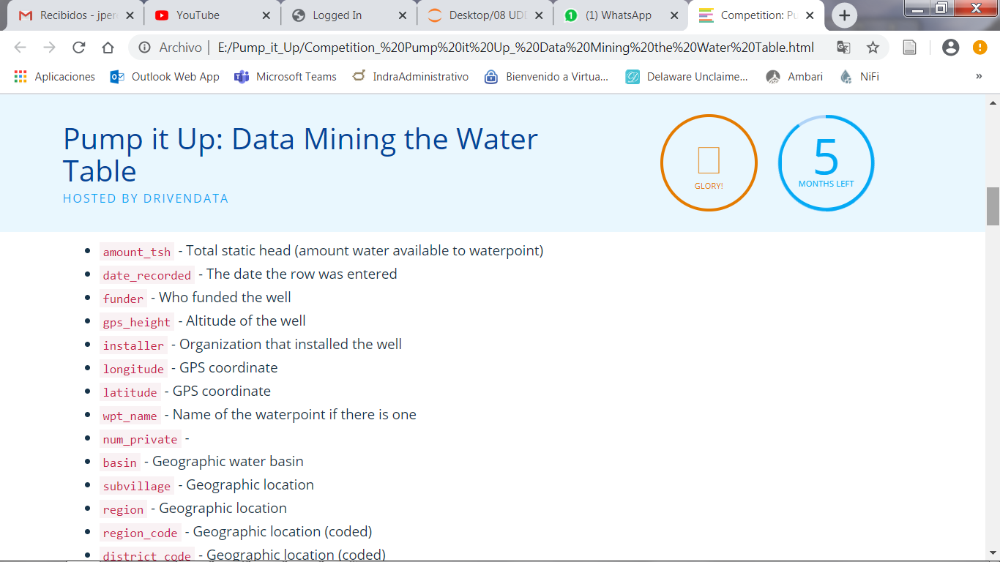 Recibidos - jper
YouTube
Logged In
Desktop/08 UD
(1) WhatsApp
Competition: Pu
Archivo | E:/Pump_it_Up/Competition_%20Pump%20it%20Up_%20Data%20Mining%20the%20Water%20Table.html
Aplicaciones
Outlook Web App
Microsoft Teams
IndraAdministrativo
Bienvenido a Virtua...
Delaware Unclaime...
Ambari
NiFi
»
Pump it Up: Data Mining the Water
Table
HOSTED BY DRIVENDATA
GLORY!
5
MONTHS LEFT
• amount_tsh - Total static head (amount water available to waterpoint)
• date_recorded - The date the row was entered
• funder - Who funded the well
• gps_height - Altitude of the well
• installer - Organization that installed the well
• longitude - GPS coordinate
• latitude - GPS coordinate
• wpt_name - Name of the waterpoint if there is one
• num_private -
• basin - Geographic water basin
• subvillage - Geographic location
• region - Geographic location
• region_code - Geographic location (coded)
• district_code - Geographic location (coded)